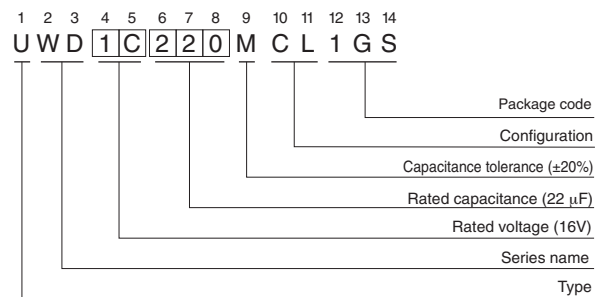 1 2 3 4 5 6 7 8 9 10 11 12 13 14
U W D 1 C 2 2 0 M C L 1 G S
Package code
Configuration
Capacitance tolerance (±20%)
Rated capacitance (22 µF)
Rated voltage (16V)
Series name
Type